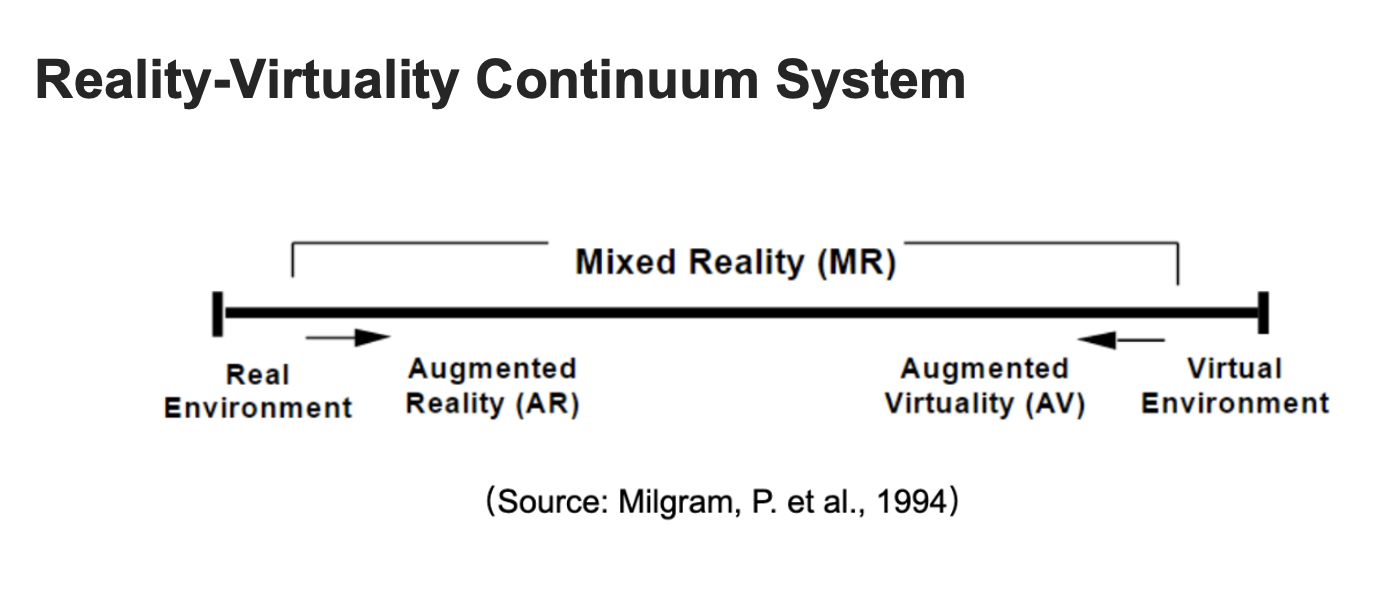 Reality-Virtuality Continuum System
Mixed Reality (MR)
Real
Environment
Augmented
Reality (AR)
Augmented
Virtuality (AV)
Virtual
Environment
(Source: Milgram, P. et al., 1994)